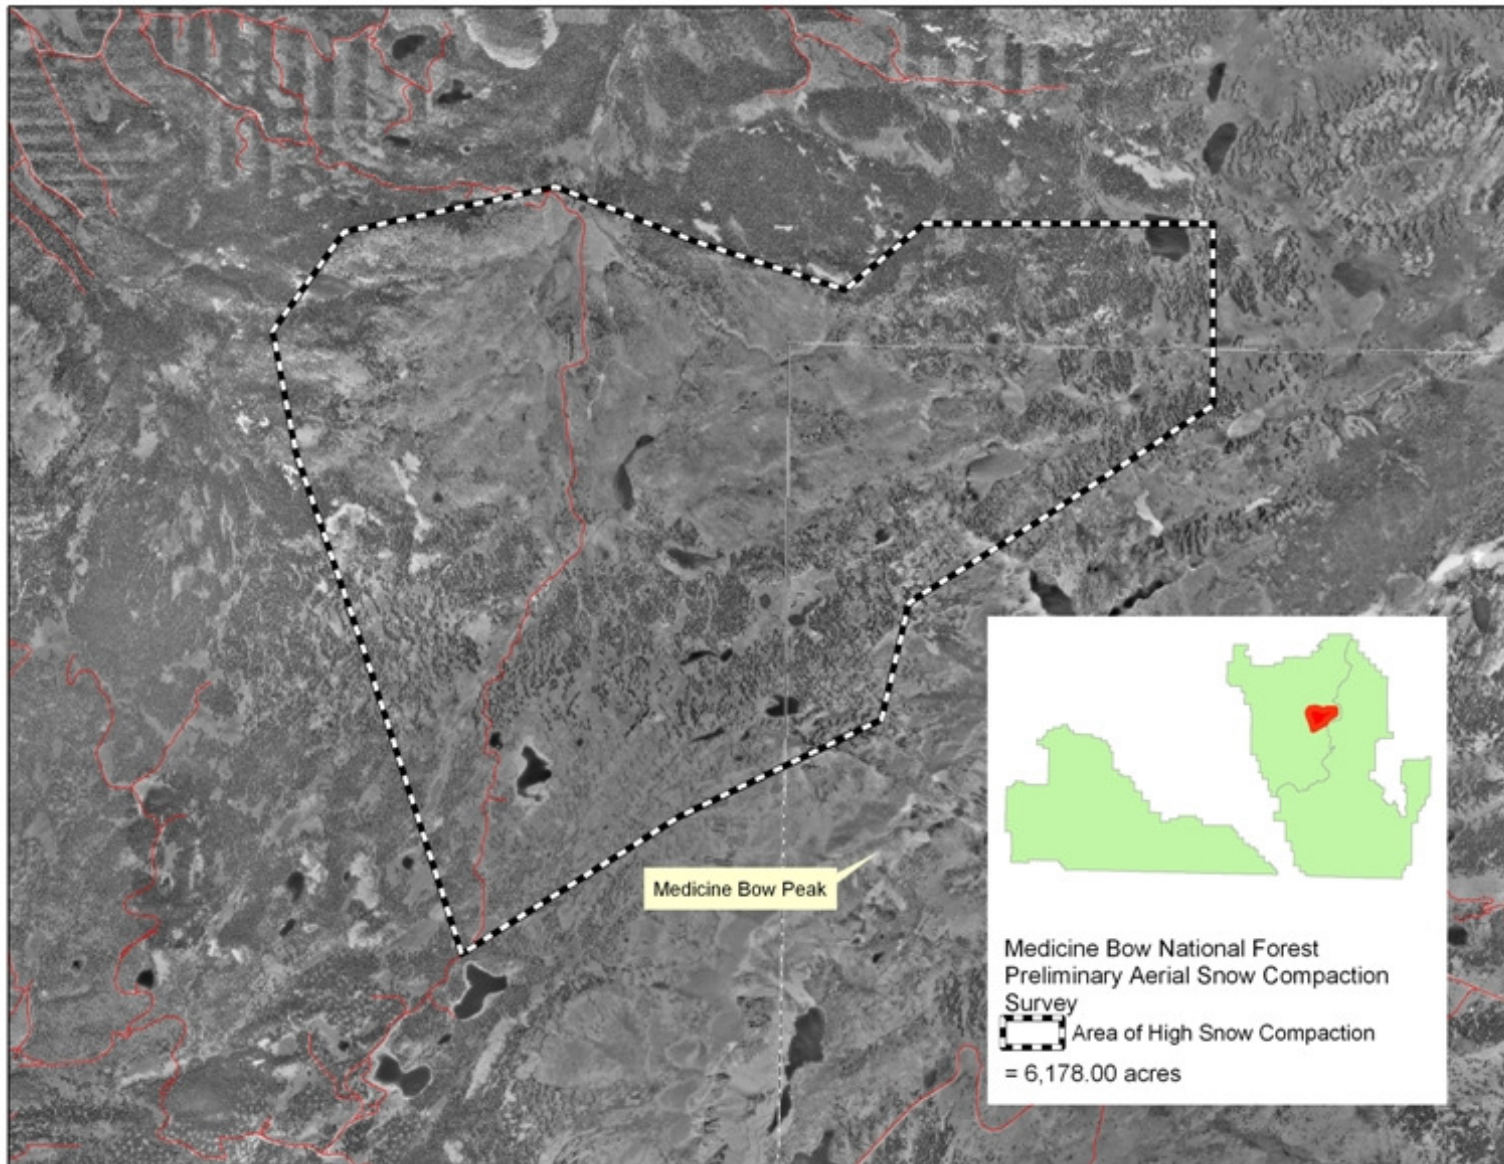 Medicine Bow Peak
Medicine Bow National Forest
Preliminary Aerial Snow Compaction
Survey
Area of High Snow Compaction
= 6,178.00 acres